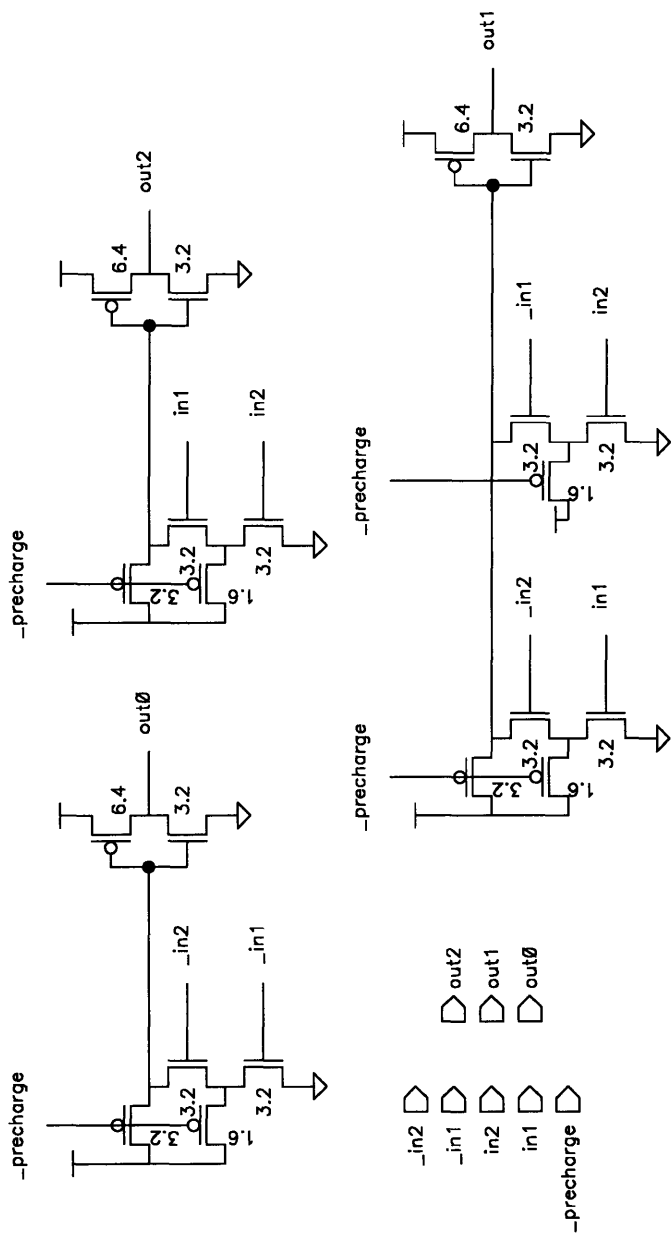 _precharge
3.2
1.6
3.2
3.2
_in2
_in1
6.4
3.2
outØ
_precharge
3.2
1.6
3.2
3.2
in1
in2
6.4
3.2
out2
_precharge
3.2
1.6
3.2
3.2
_in2
in1
_precharge
1.6
3.2
3.2
_in1
in2
6.4
3.2
out1
_in2
_in1
in2
in1
_precharge
out2
out1
outØ